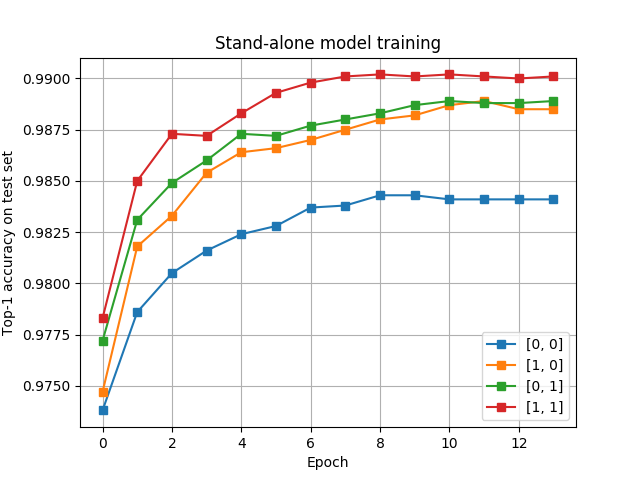 Stand-alone model training
Top-1 accuracy on test set
0.9900
0.9875
0.9850
0.9825
0.9800
0.9775
0.9750
0 2 4 6 8 10 12
Epoch
[0, 0]
[1, 0]
[0, 1]
[1, 1]